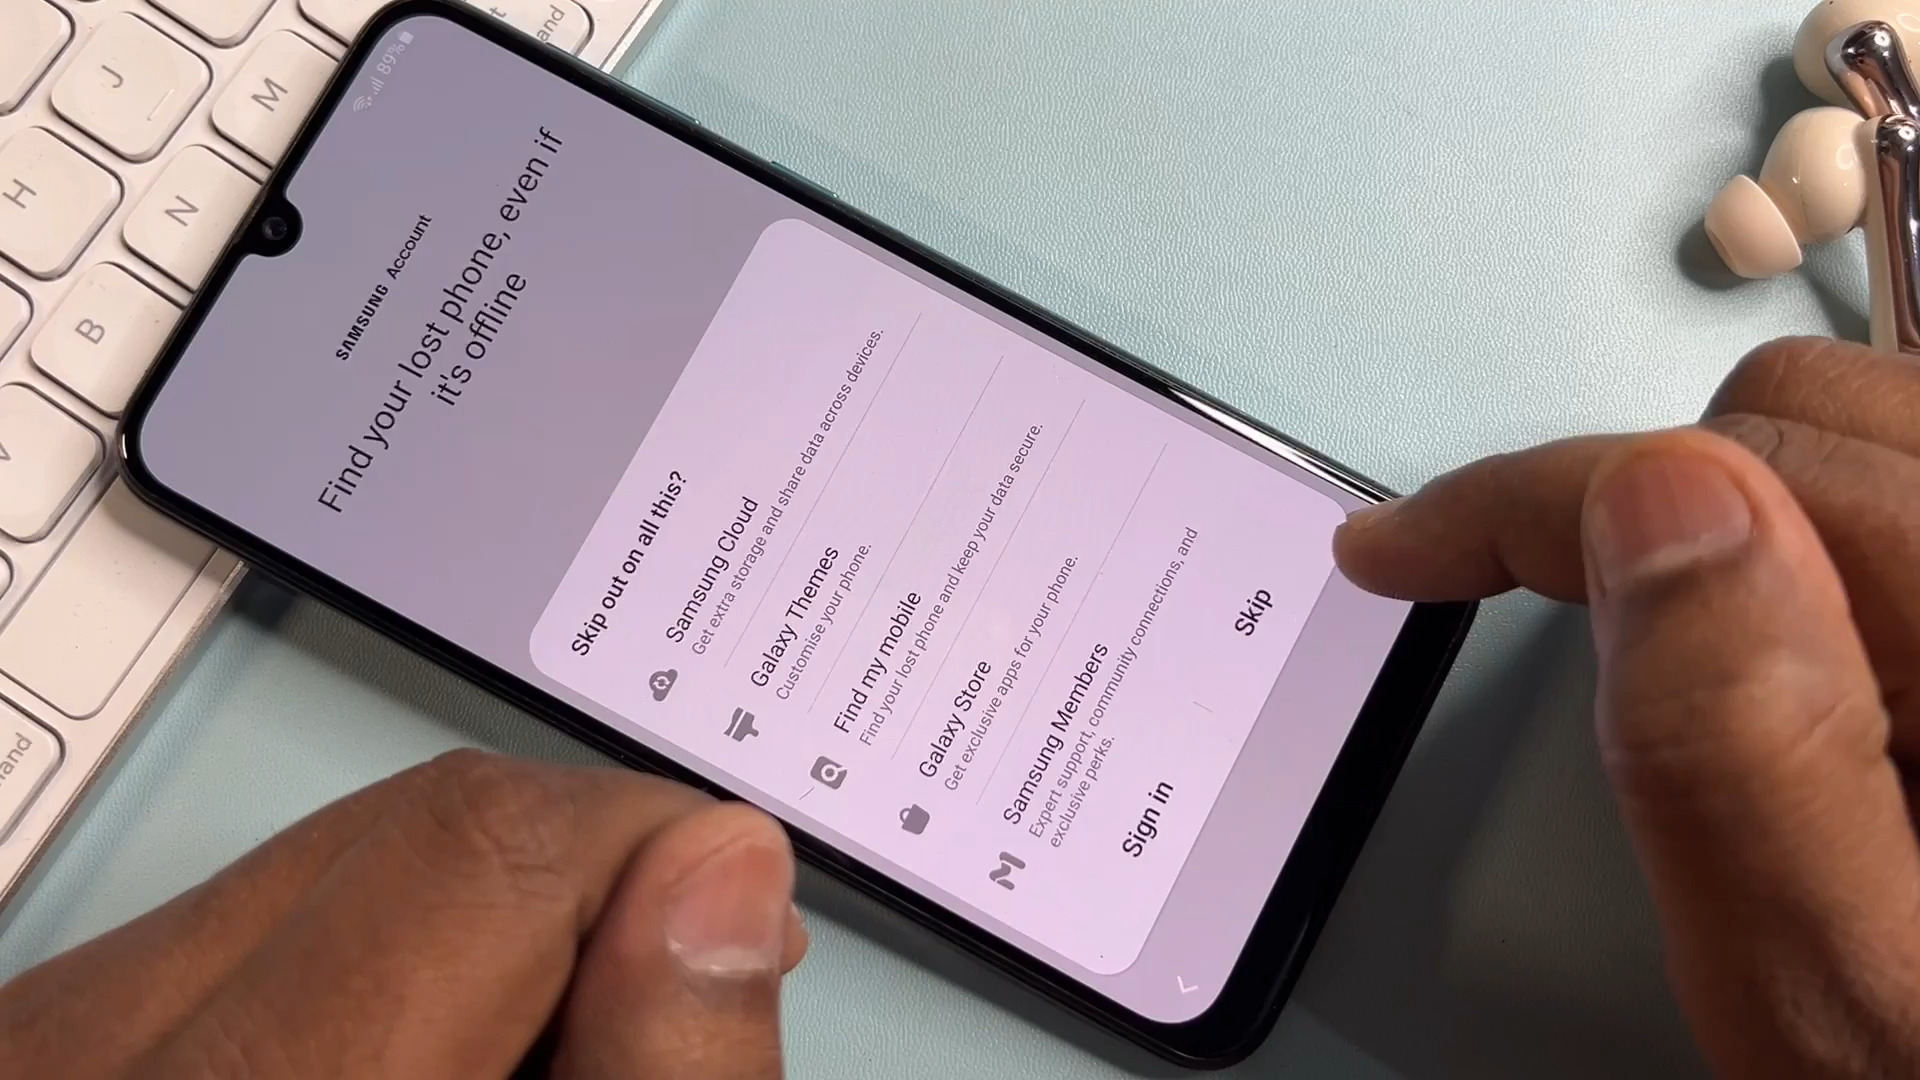 89%
SAMSUNG Account
Find your lost phone, even if
it's offline
Skip out on all this?
Samsung Cloud
Get extra storage and share data across devices.
Galaxy Themes
Customise your phone.
Find my mobile
Find your lost phone and keep your data secure.
Galaxy Store
Get exclusive apps for your phone.
Samsung Members
Expert support, community connections, and
exclusive perks.
Sign in
Skip
J
M
H
N
B
V